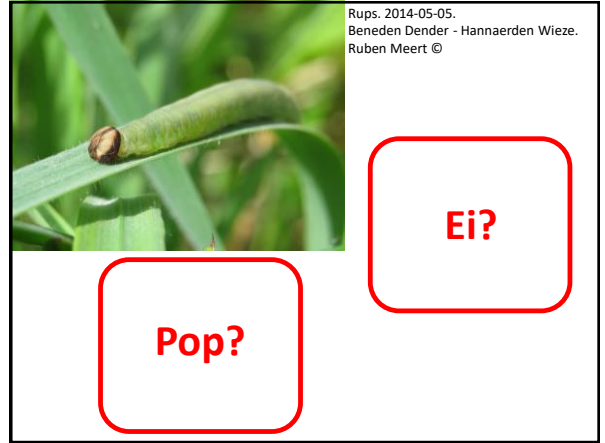 Rups. 2014-05-05.
Beneden Dender - Hannaerden Wieze.
Ruben Meert ©
Ei?
Pop?